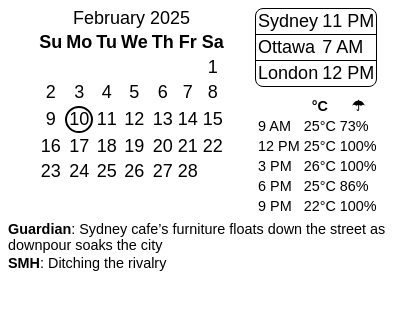 February 2025
Su Mo Tu We Th Fr Sa
1
2 3 4 5 6 7 8
9 10 11 12 13 14 15
16 17 18 19 20 21 22
23 24 25 26 27 28
Sydney 11 PM
Ottawa 7 AM
London 12 PM
°C ☂
9 AM 25°C 73%
12 PM 25°C 100%
3 PM 26°C 100%
6 PM 25°C 86%
9 PM 22°C 100%
Guardian: Sydney cafe’s furniture floats down the street as
downpour soaks the city
SMH: Ditching the rivalry